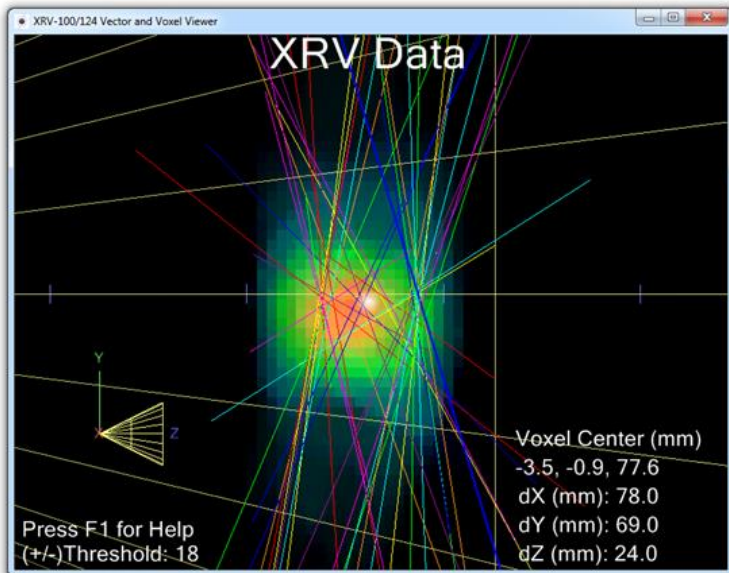 XRV-100/124 Vector and Voxel Viewer
XRV Data
Y
X
Z
Voxel Center (mm)
-3.5, -0.9, 77.6
dX (mm): 78.0
dY (mm): 69.0
dZ (mm): 24.0
Press F1 for Help
(+/-)Threshold: 18